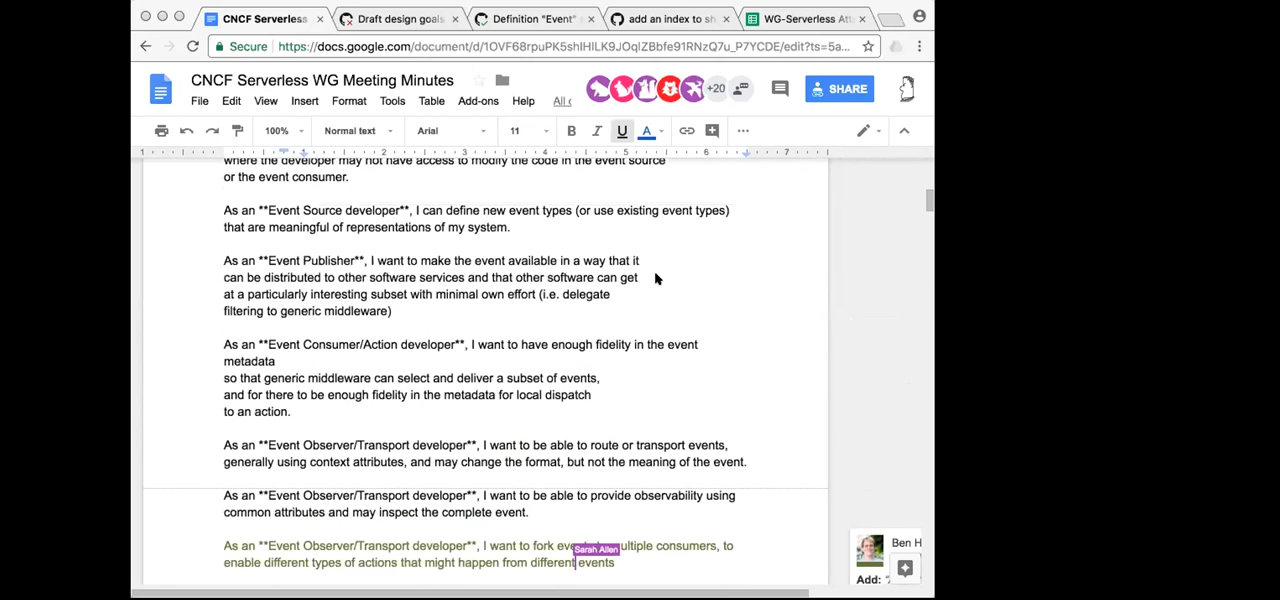 CNCF Serverless
Draft design goals
Definition "Event"
add an index to sh
WG-Serverless Att
Secure
https://docs.google.com/document/d/1OVF68rpuPK5shIHILK9JOqlZBbfe91RNzQ7u_P7YCDE/edit?ts=5a...
CNCF Serverless WG Meeting Minutes
+20
SHARE
File Edit View Insert Format Tools Table Add-ons Help All c
100% Normal text Arial 11 B I U A
1 1 2 3 4 5 6 7
where the developer may not have access to modify the code in the event source
or the event consumer.
As an **Event Source developer**, I can define new event types (or use existing event types)
that are meaningful of representations of my system.
As an **Event Publisher**, I want to make the event available in a way that it
can be distributed to other software services and that other software can get
at a particularly interesting subset with minimal own effort (i.e. delegate
filtering to generic middleware)
As an **Event Consumer/Action developer**, I want to have enough fidelity in the event
metadata
so that generic middleware can select and deliver a subset of events,
and for there to be enough fidelity in the metadata for local dispatch
to an action.
As an **Event Observer/Transport developer**, I want to be able to route or transport events,
generally using context attributes, and may change the format, but not the meaning of the event.
As an **Event Observer/Transport developer**, I want to be able to provide observability using
common attributes and may inspect the complete event.
As an **Event Observer/Transport developer**, I want to fork multiple consumers, to
Sarah Allen
enable different types of actions that might happen from different events
Ben H
Add: